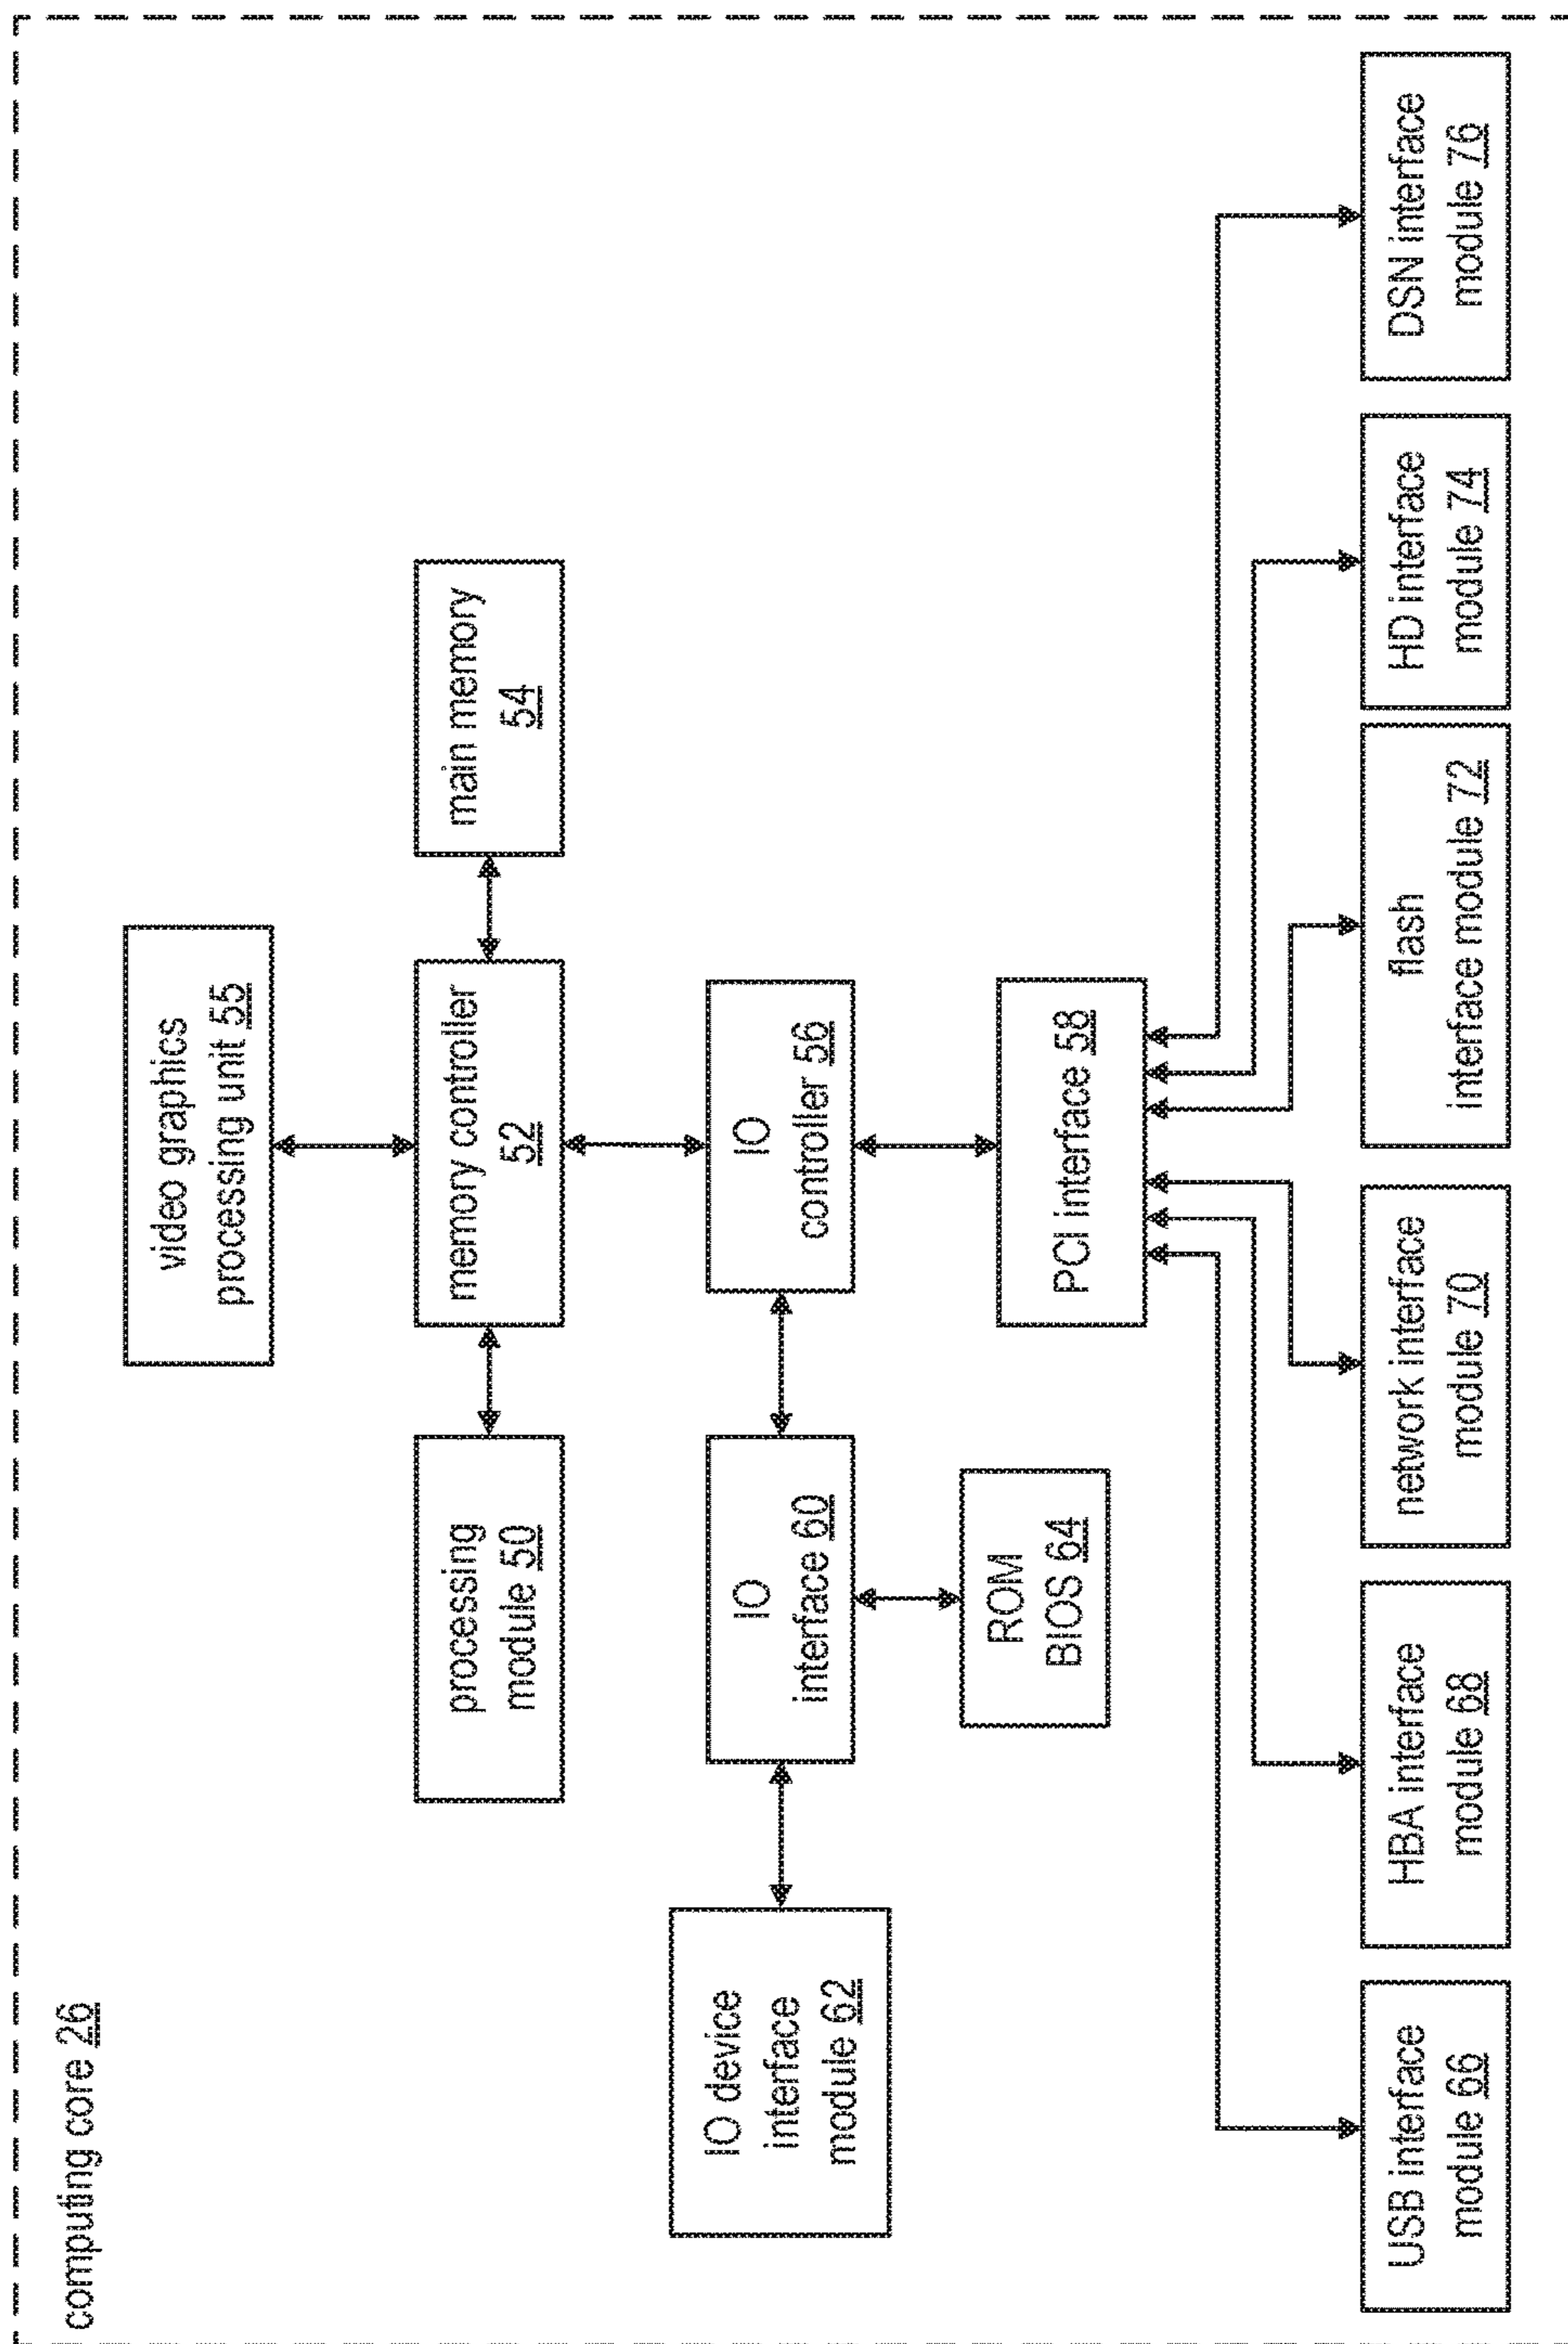 computing core 26
video graphics
processing unit 55
processing
module 50
memory controller
52
main memory
54
IO device
interface
module 62
IO
interface 60
IO
controller 56
ROM
BIOS 64
PCI interface 58
USB interface
module 66
HBA interface
module 68
network interface
module 70
flash
interface module 72
HD interface
module 74
DSN interface
module 76